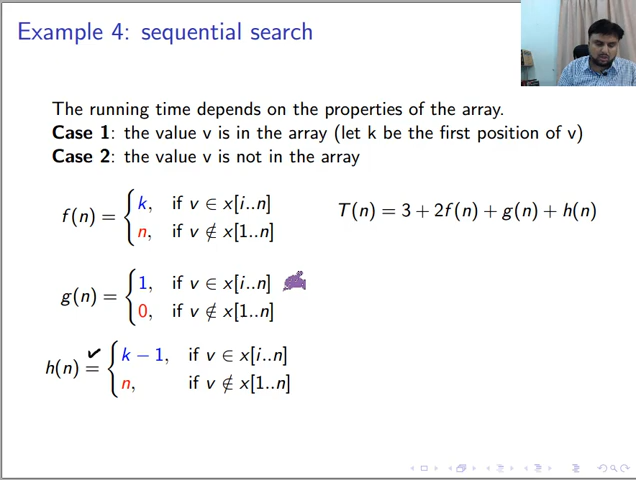 Example 4: sequential search
The running time depends on the properties of the array.
Case 1: the value v is in the array (let k be the first position of v)
Case 2: the value v is not in the array
f(n) = { k, if v ∈ x[i..n]
n, if v ∉ x[1..n]
T(n) = 3 + 2f(n) + g(n) + h(n)
g(n) = { 1, if v ∈ x[i..n]
0, if v ∉ x[1..n]
h(n) = { k − 1, if v ∈ x[i..n]
n, if v ∉ x[1..n]